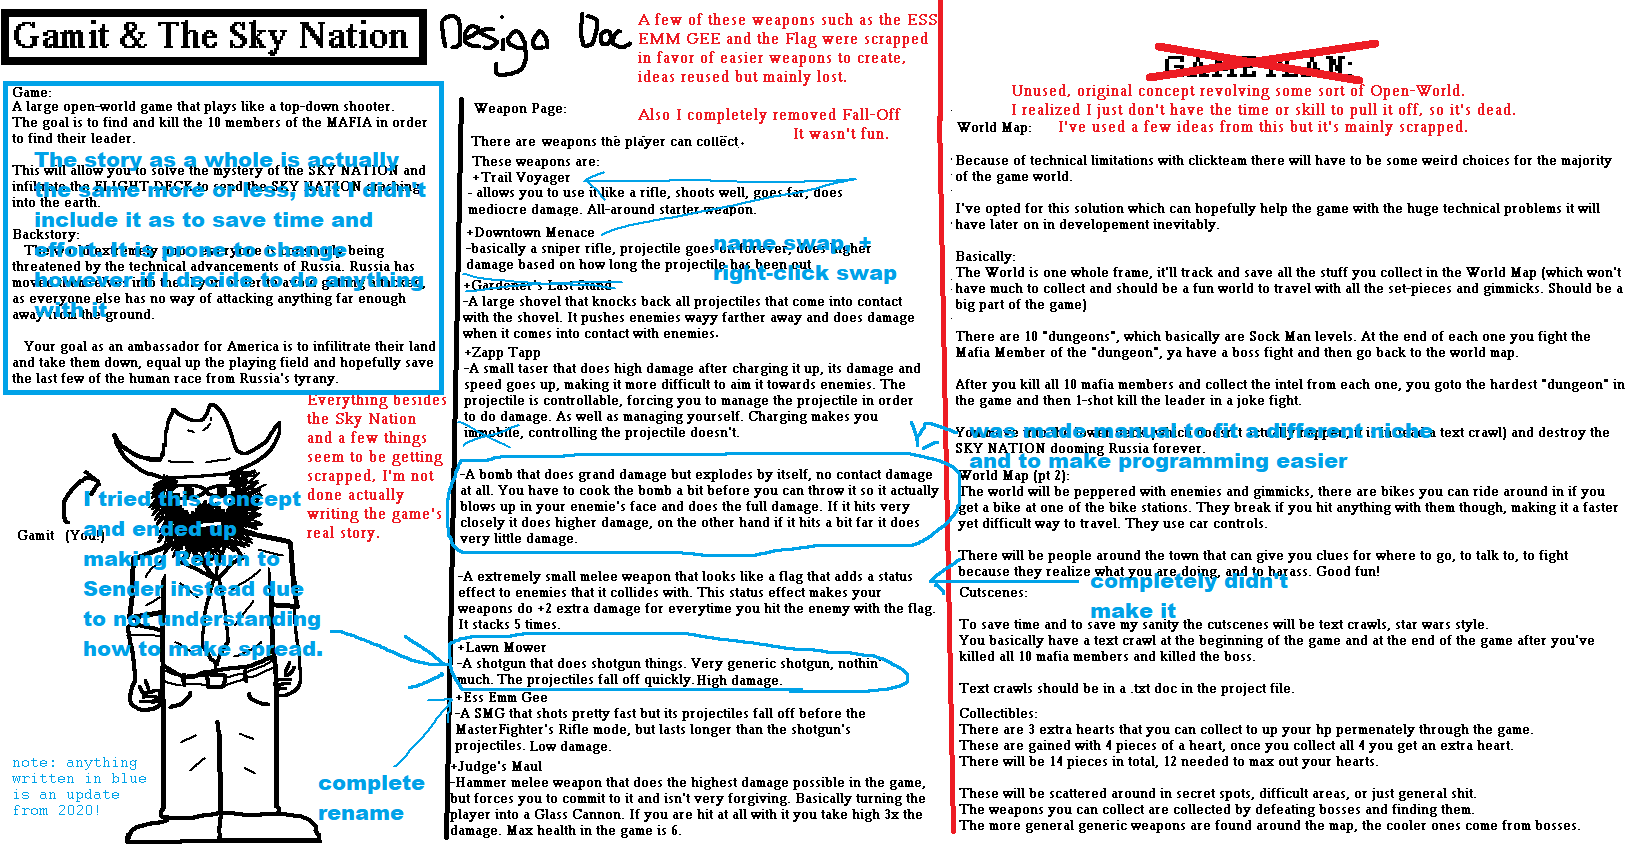 Gamit & The Sky Nation
Design Doc
Game:
A large open-world game that plays like a top-down shooter.
The goal is to find and kill the 10 members of the MAFIA in order
to find their leader.
This will allow you to solve the mystery of the SKY NATION and
infiltrate the FLIGHT DECK to send the SKY NATION crashing
into the earth.
Backstory:
The world extremely poor, everyone is
being
threatened by the technical advancements of Russia. Russia has
as everyone else has no way of attacking anything far enough
away from the ground.
Your goal as an ambassador for America is to infilitrate their land
and take them down, equal up the playing field and hopefully save
the last few of the human race from Russia's tyrany.
The story as a whole is actually
the same more or less, but I didn't
include it as to save time and
effort. It is prone to change
however if I decide to do anything
with it
Everything besides
the Sky Nation
and a few things
seem to be getting
scrapped, I'm not
done actually
writing the game's
real story.
Gamit (You!)
I tried this concept
and ended up
making Return to
Sender instead due
to not understanding
how to make spread.
note: anything
written in blue
is an update
from 2020!
complete
rename
A few of these weapons such as the ESS
EMM GEE and the Flag were scrapped
in favor of easier weapons to create,
ideas reused but mainly lost.
Also I completely removed Fall-Off
It wasn't fun.
Weapon Page:
There are weapons the player can collect.
These weapons are:
+Trail Voyager
- allows you to use it like a rifle, shoots well, goes far, does
mediocre damage. All-around starter weapon.
+Downtown Menace
-basically a sniper rifle, projectile goes on forever, does higher
damage based on how long the projectile has been out
name swap, +
right-click swap
+Gardener's Last Stand
-A large shovel that knocks back all projectiles that come into contact
with the shovel. It pushes enemies wayy farther away and does damage
when it comes into contact with enemies.
+Zapp Tapp
-A small taser that does high damage after charging it up, its damage and
speed goes up, making it more difficult to aim it towards enemies. The
projectile is controllable, forcing you to manage the projectile in order
to do damage. As well as managing yourself. Charging makes you
immobile, controlling the projectile doesn't.
-A bomb that does grand damage but explodes by itself, no contact damage
at all. You have to cook the bomb a bit before you can throw it so it actually
blows up in your enemie's face and does the full damage. If it hits very
closely it does higher damage, on the other hand if it hits a bit far it does
very little damage.
-A extremely small melee weapon that looks like a flag that adds a status
effect to enemies that it collides with. This status effect makes your
weapons do +2 extra damage for everytime you hit the enemy with the flag.
It stacks 5 times.
+Lawn Mower
-A shotgun that does shotgun things. Very generic shotgun, nothin
much. The projectiles fall off quickly. High damage.
+Ess Emm Gee
-A SMG that shots pretty fast but its projectiles fall off before the
MasterFighter's Rifle mode, but lasts longer than the shotgun's
projectiles. Low damage.
+Judge's Maul
-Hammer melee weapon that does the highest damage possible in the game,
but forces you to commit to it and isn't very forgiving. Basically turning the
player into a Glass Cannon. If you are hit at all with it you take high 3x the
damage. Max health in the game is 6.
GAME PLAN:
Unused, original concept revolving some sort of Open-World.
I realized I just don't have the time or skill to pull it off, so it's dead.
I've used a few ideas from this but it's mainly scrapped.
World Map:
Because of technical limitations with clickteam there will have to be some weird choices for the majority
of the game world.
I've opted for this solution which can hopefully help the game with the huge technical problems it will
have later on in developement inevitably.
Basically:
The World is one whole frame, it'll track and save all the stuff you collect in the World Map (which won't
have much to collect and should be a fun world to travel with all the set-pieces and gimmicks. Should be a
big part of the game)
There are 10 "dungeons", which basically are Sock Man levels. At the end of each one you fight the
Mafia Member of the "dungeon", ya have a boss fight and then go back to the world map.
After you kill all 10 mafia members and collect the intel from each one, you goto the hardest "dungeon" in
the game and then 1-shot kill the leader in a joke fight.
a text crawl) and destroy the
SKY NATION dooming Russia forever.
was made manual to fit a different niche
and to make programming easier
World Map (pt 2):
The world will be peppered with enemies and gimmicks, there are bikes you can ride around in if you
get a bike at one of the bike stations. They break if you hit anything with them though, making it a faster
yet difficult way to travel. They use car controls.
There will be people around the town that can give you clues for where to go, to talk to, to fight
because they realize what you are doing, and to harass. Good fun!
completely didn't
make it
Cutscenes:
To save time and to save my sanity the cutscenes will be text crawls, star wars style.
You basically have a text crawl at the beginning of the game and at the end of the game after you've
killed all 10 mafia members and killed the boss.
Text crawls should be in a .txt doc in the project file.
Collectibles:
There are 3 extra hearts that you can collect to up your hp permenately through the game.
These are gained with 4 pieces of a heart, once you collect all 4 you get an extra heart.
There will be 14 pieces in total, 12 needed to max out your hearts.
These will be scattered around in secret spots, difficult areas, or just general shit.
The weapons you can collect are collected by defeating bosses and finding them.
The more general generic weapons are found around the map, the cooler ones come from bosses.